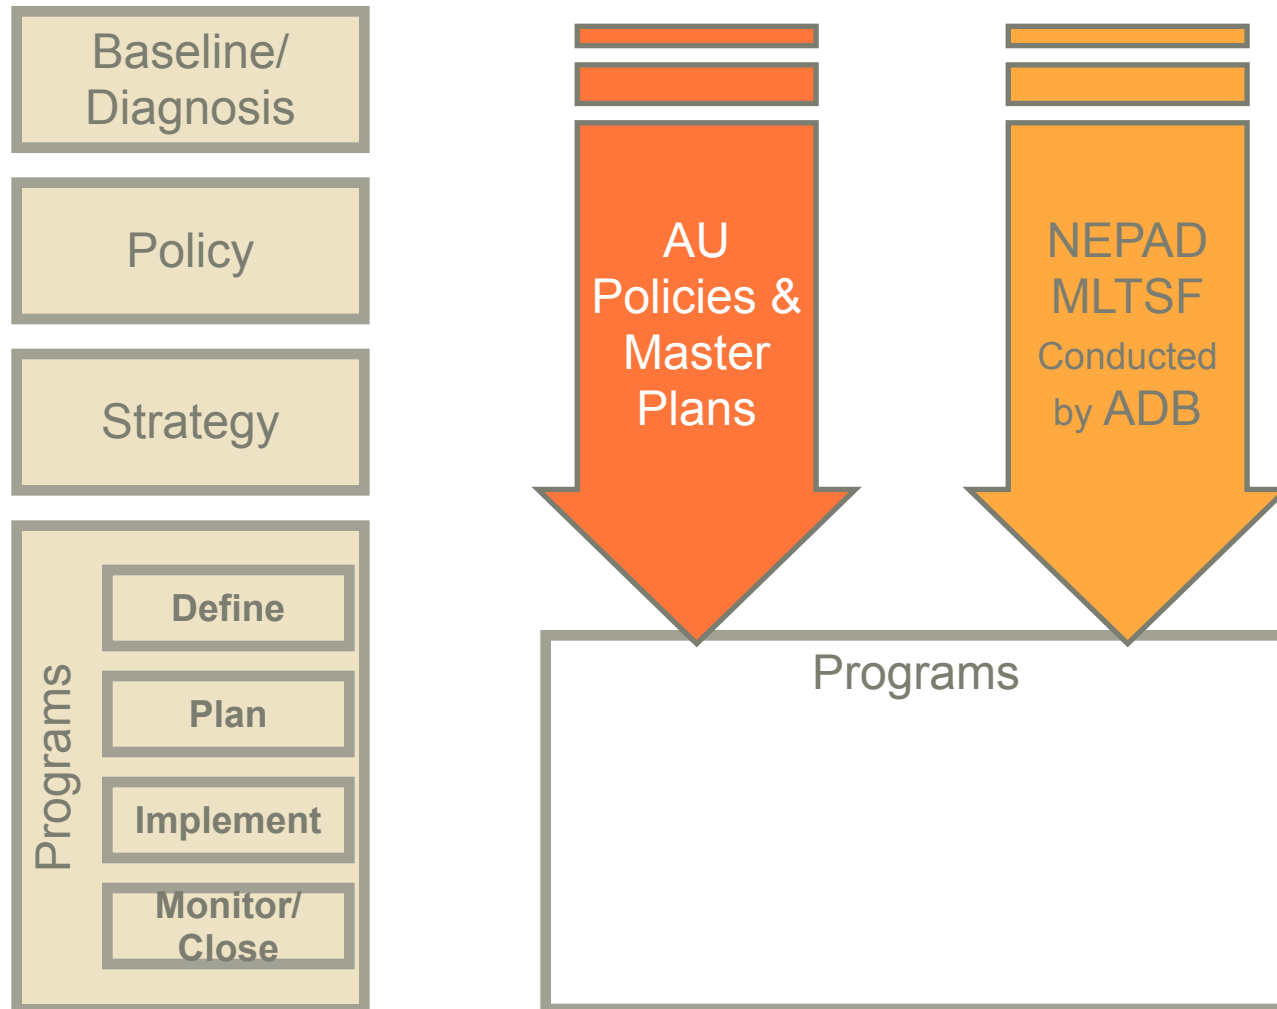 Baseline/
Diagnosis
Policy
Strategy
Programs
Define
Plan
Implement
Monitor/
Close
AU
Policies &
Master
Plans
NEPAD
MLTSF
Conducted
by ADB
Programs